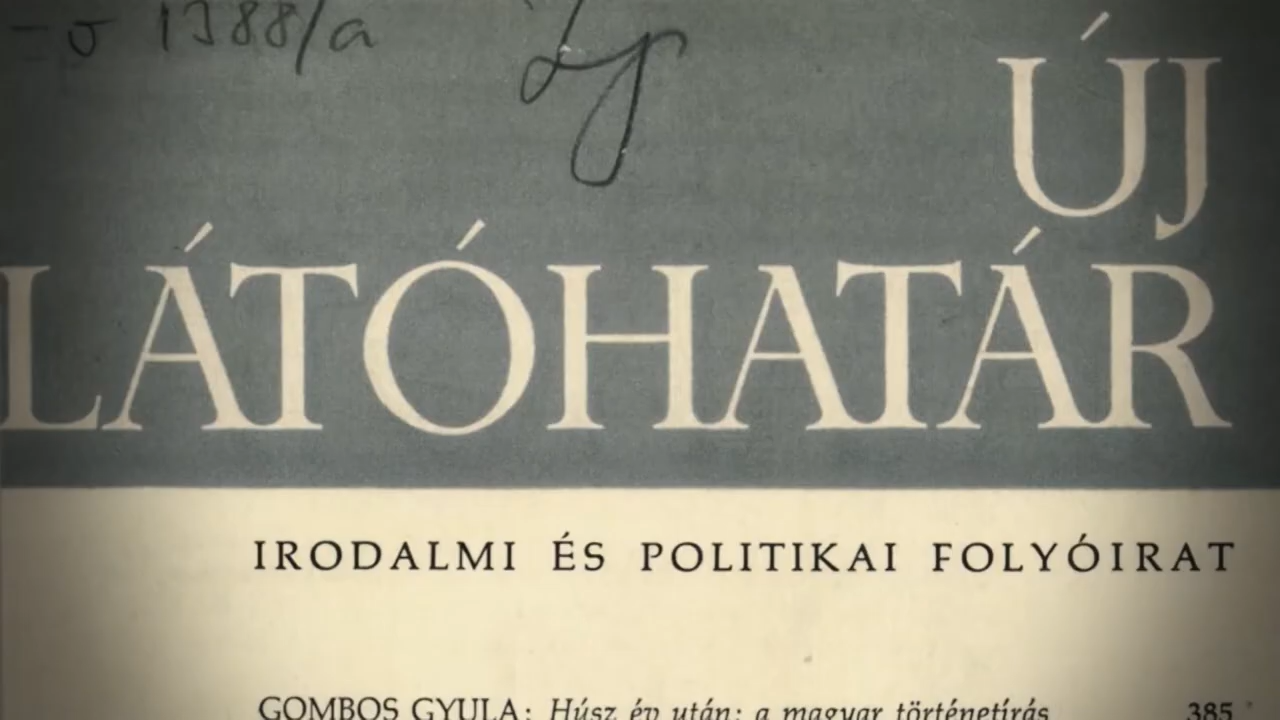 1388/a
ÚJ
LÁTÓHATÁR
IRODALMI ÉS POLITIKAI FOLYÓIRAT
GOMBOS GYULA: Húsz év után: a magyar történetírás 385